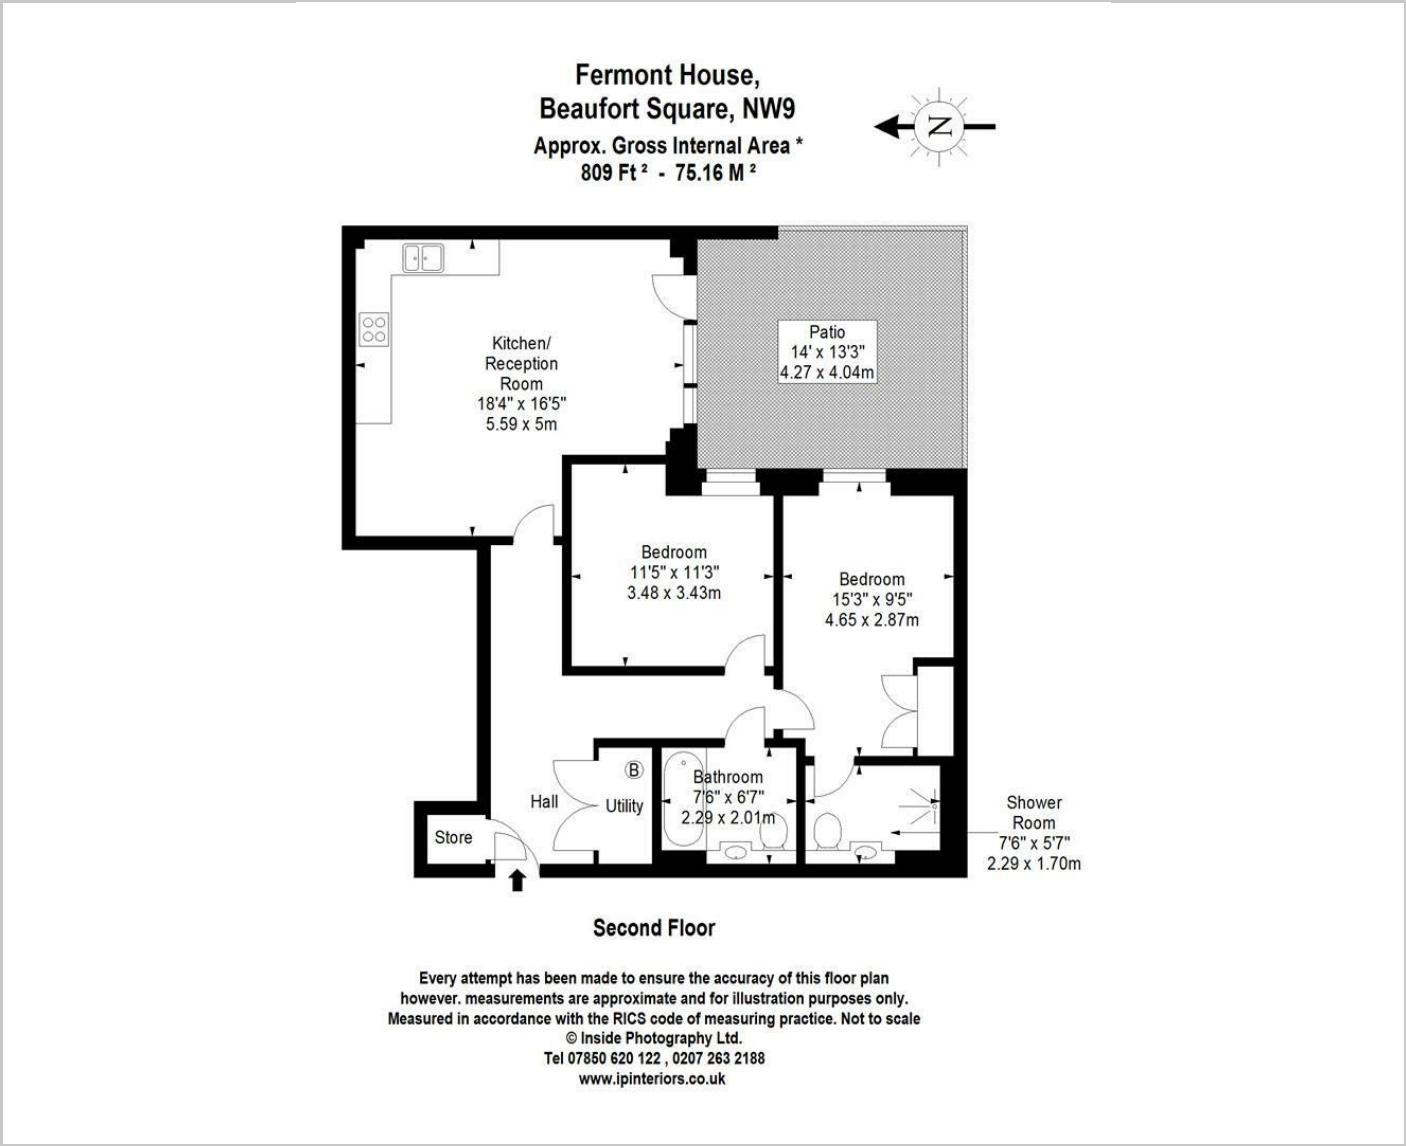 Fermont House,
Beaufort Square, NW9
Approx. Gross Internal Area *
809 Ft ² - 75.16 M ²
N
Kitchen/
Reception
Room
18'4" x 16'5"
5.59 x 5m
Patio
14' x 13'3"
4.27 x 4.04m
Bedroom
11'5" x 11'3"
3.48 x 3.43m
Bedroom
15'3" x 9'5"
4.65 x 2.87m
B
Hall
Utility
Bathroom
7'6" x 6'7"
2.29 x 2.01m
Store
Shower
Room
7'6" x 5'7"
2.29 x 1.70m
Second Floor
Every attempt has been made to ensure the accuracy of this floor plan
however. measurements are approximate and for illustration purposes only.
Measured in accordance with the RICS code of measuring practice. Not to scale
© Inside Photography Ltd.
Tel 07850 620 122 , 0207 263 2188
www.ipinteriors.co.uk